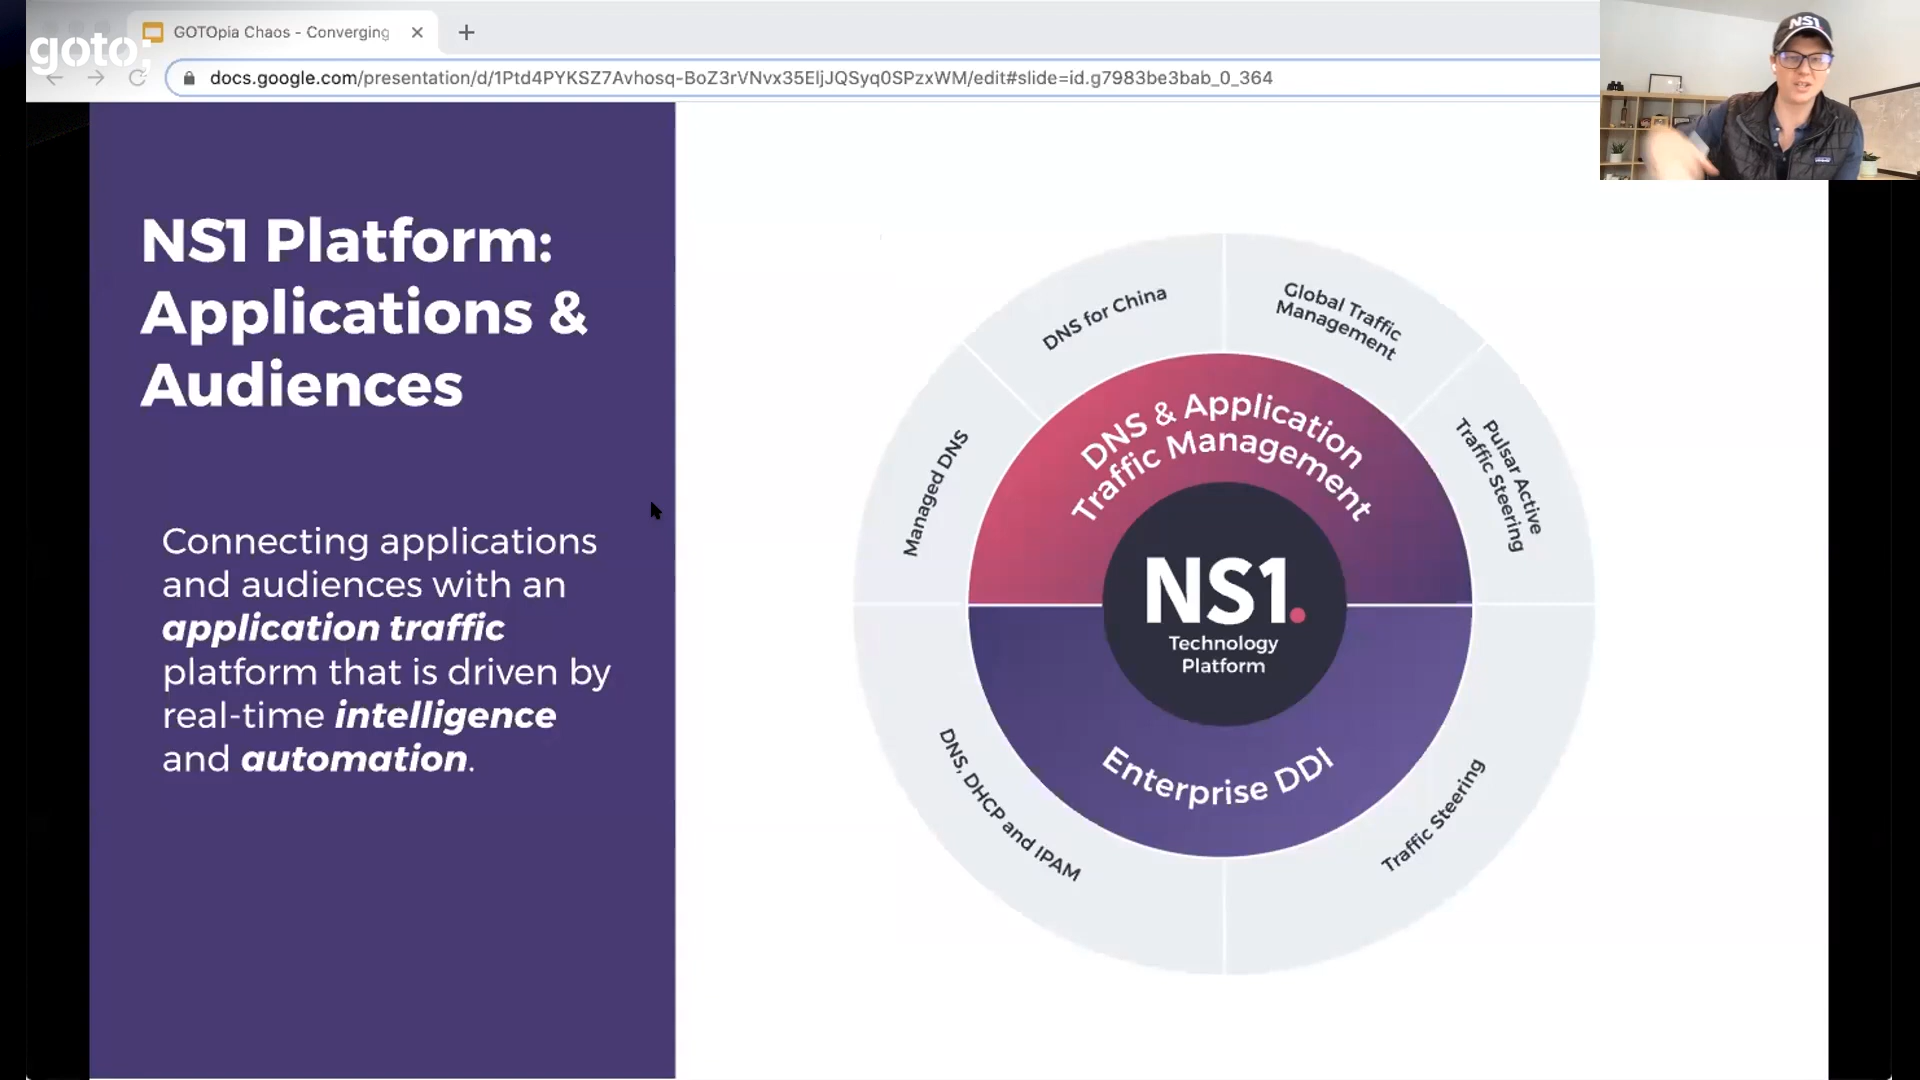 goto;
GOTOpia Chaos - Converging
docs.google.com/presentation/d/1Ptd4PYKSZ7Avhosq-BoZ3rVNvx35EljJQSyq0SPzxWM/edit#slide=id.g7983be3bab_0_364
NS1
NS1 Platform:
Applications &
Audiences
Connecting applications
and audiences with an
application traffic
platform that is driven by
real-time intelligence
and automation.
DNS for China
Global Traffic
Management
Managed DNS
Pulsar Active
Traffic Steering
DNS & Application
Traffic Management
NS1.
Technology
Platform
Enterprise DDI
DNS, DHCP and IPAM
Traffic Steering